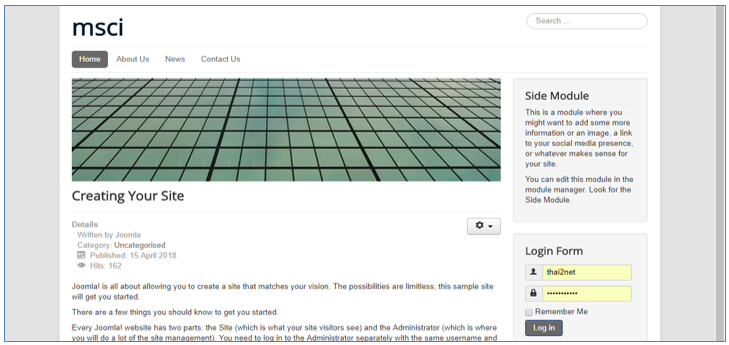 msci
Search ...
Home About Us News Contact Us
Creating Your Site
Details
Written by Joomla
Category: Uncategorised
Published: 15 April 2018
Hits: 162
Joomla! is all about allowing you to create a site that matches your vision. The possibilities are limitless; this sample site
will get you started.
There are a few things you should know to get you started.
Every Joomla! website has two parts: the Site (which is what your site visitors see) and the Administrator (which is where
you will do a lot of the site management). You need to log in to the Administrator separately with the same username and
Side Module
This is a module where you
might want to add some more
information or an image, a link
to your social media presence,
or whatever makes sense for
your site.
You can edit this module in the
module manager. Look for the
Side Module.
Login Form
thai2net
•••••••••••
Remember Me
Log in